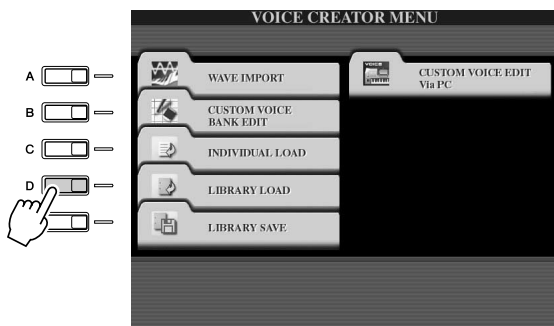 VOICE CREATOR MENU
A
WAVE IMPORT
VOICE
CUSTOM VOICE EDIT
Via PC
B
CUSTOM VOICE
BANK EDIT
C
INDIVIDUAL LOAD
D
LIBRARY LOAD
LIBRARY SAVE